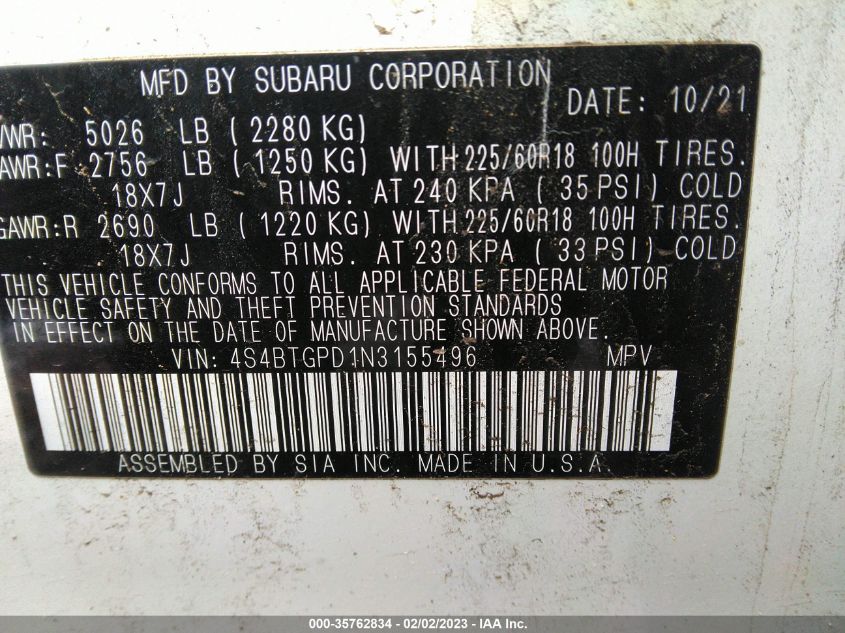 MFD BY SUBARU CORPORATION
DATE: 10/21
VWR: 5026 LB ( 2280 KG)
AWR:F 2756 LB ( 1250 KG) WITH 225/60R18 100H TIRES.
18X7J RIMS. AT 240 KPA ( 35 PSI) COLD
GAWR:R 2690 LB ( 1220 KG) WITH 225/60R18 100H TIRES.
18X7J RIMS. AT 230 KPA ( 33 PSI) COLD
THIS VEHICLE CONFORMS TO ALL APPLICABLE FEDERAL MOTOR
VEHICLE SAFETY AND THEFT PREVENTION STANDARDS
IN EFFECT ON THE DATE OF MANUFACTURE SHOWN ABOVE.
VIN: 4S4BTGPD1N3155496 MPV
ASSEMBLED BY SIA INC. MADE IN U.S.A.
000-35762834 - 02/02/2023 - IAA Inc.